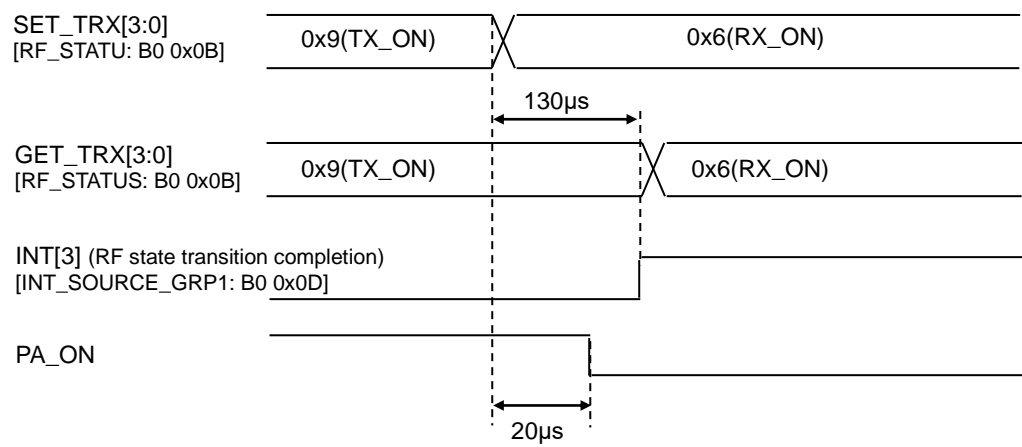 SET_TRX[3:0]
[RF_STATU: B0 0x0B]
0x9(TX_ON)
0x6(RX_ON)
130µs
GET_TRX[3:0]
[RF_STATUS: B0 0x0B]
0x9(TX_ON)
0x6(RX_ON)
INT[3] (RF state transition completion)
[INT_SOURCE_GRP1: B0 0x0D]
PA_ON
20µs